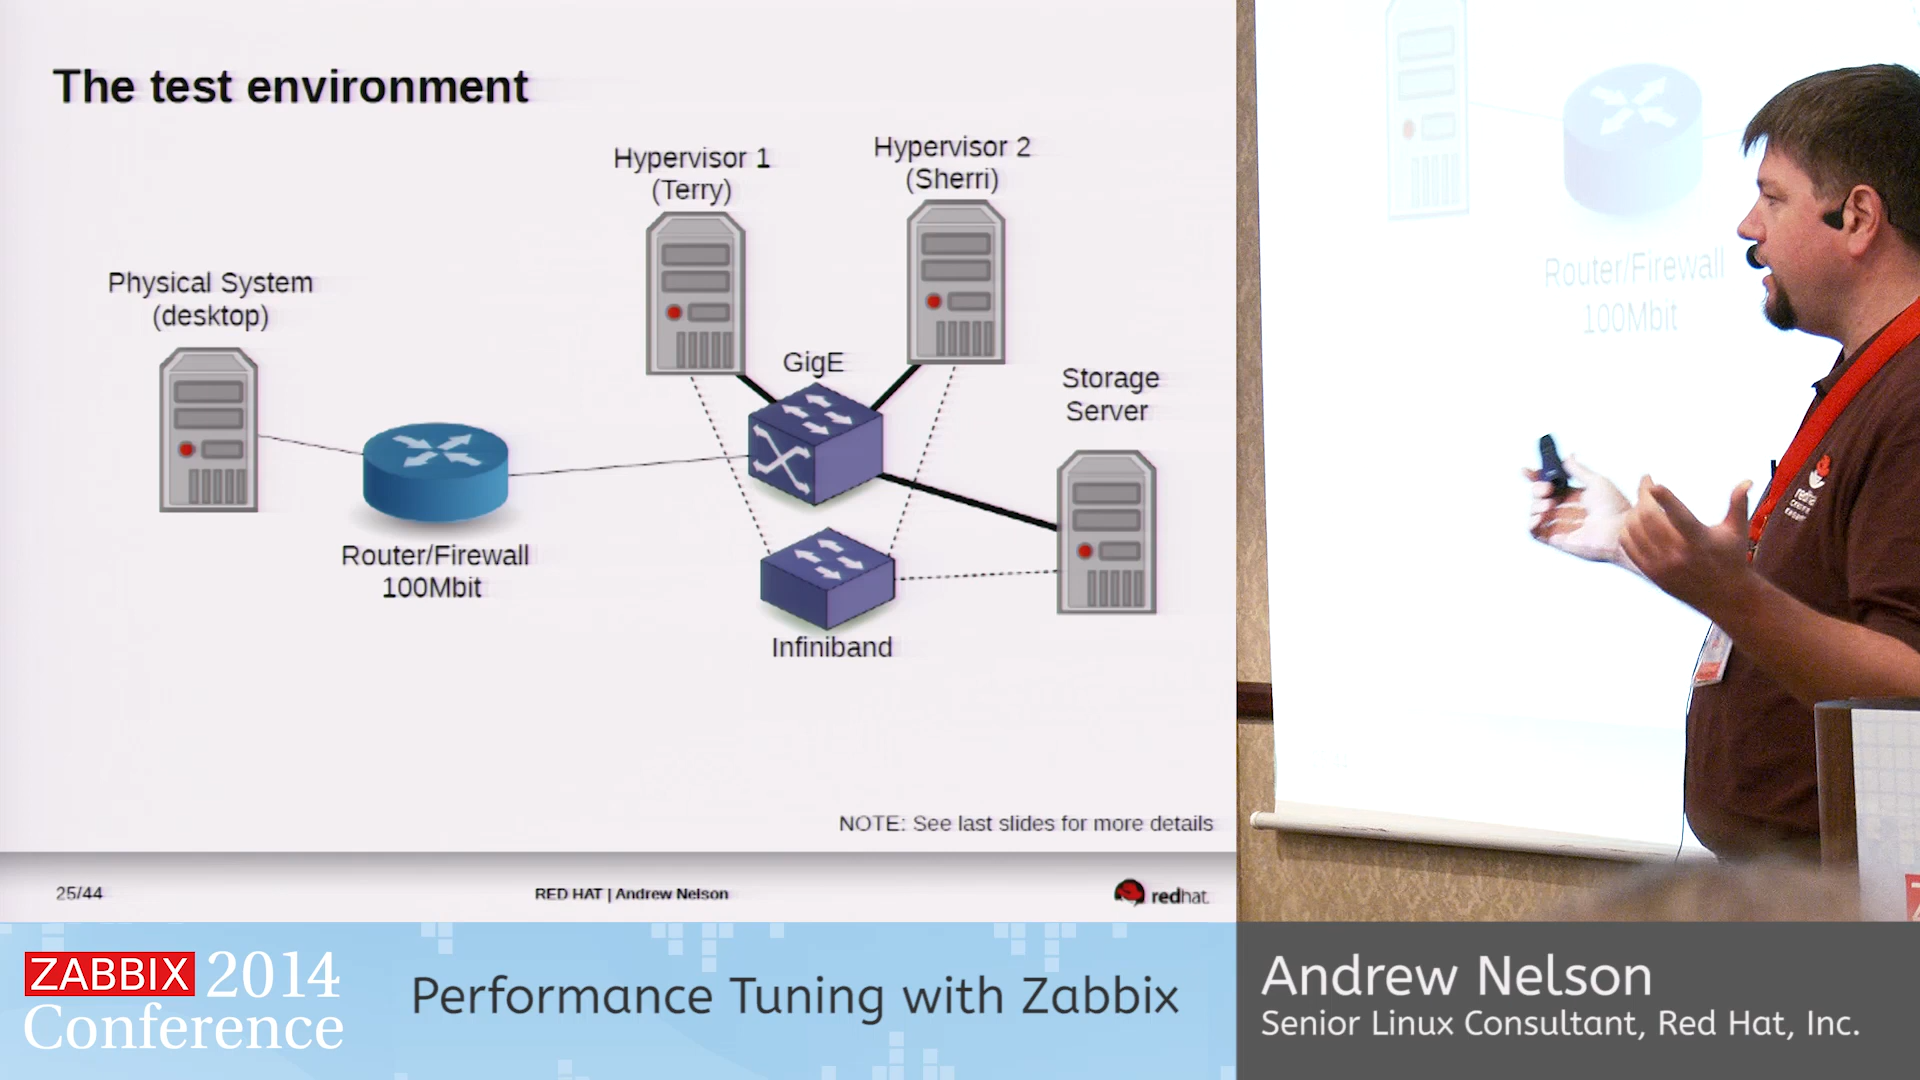 The test environment
Hypervisor 1
(Terry)
Hypervisor 2
(Sherri)
Physical System
(desktop)
GigE
Storage
Server
Router/Firewall
100Mbit
Infiniband
NOTE: See last slides for more details
25/44
RED HAT | Andrew Nelson
redhat
Router/Firewall
100Mbit
ZABBIX 2014
Conference
Performance Tuning with Zabbix
Andrew Nelson
Senior Linux Consultant, Red Hat, Inc.